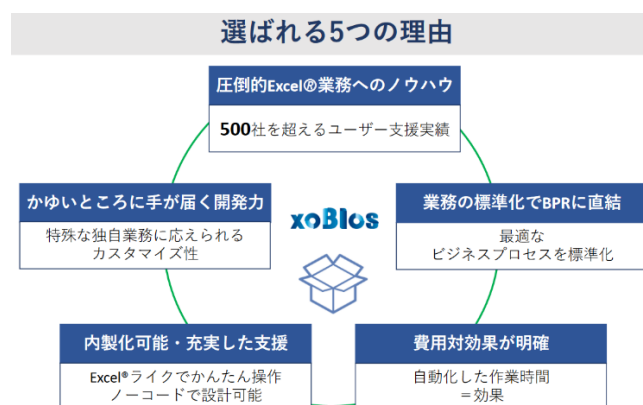 選ばれる5つの理由
圧倒的Excel®業務へのノウハウ
500社を超えるユーザー支援実績
かゆいところに手が届く開発力
特殊な独自業務に応えられる
カスタマイズ性
xoBlos
業務の標準化でBPRに直結
最適な
ビジネスプロセスを標準化
内製化可能・充実した支援
Excel®ライクでかんたん操作
ノーコードで設計可能
費用対効果が明確
自動化した作業時間
=効果